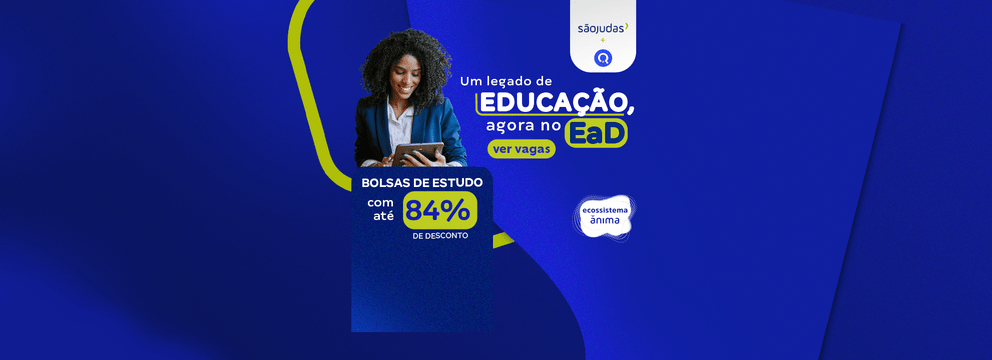 sãojudas
Um legado de
EDUCAÇÃO,
agora no EaD
ver vagas
BOLSAS DE ESTUDO
com
até 84%
DE DESCONTO
ecossistema
ânima